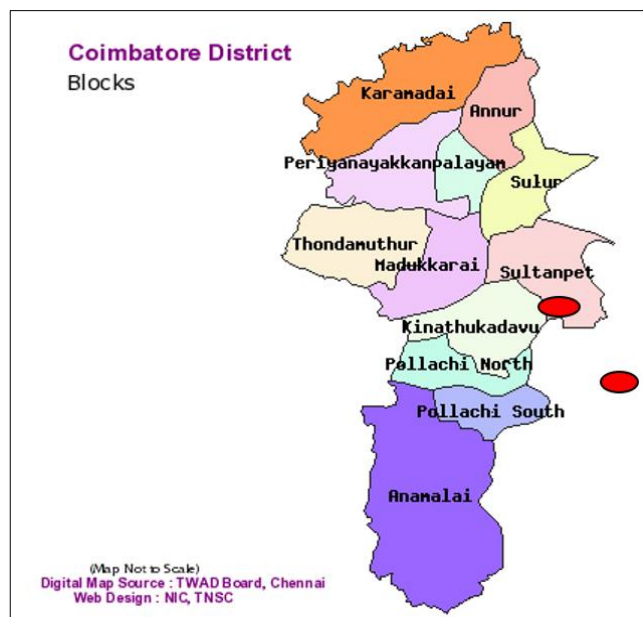 Coimbatore District
Blocks
Karamadai
Annur
Periyanayakkanpalayam
Sulur
Thondamuthur
Madukkarai
Sultanpet
Kinathukadavu
Pollachi North
Pollachi South
Anamalai
(Map Not to Scale)
Digital Map Source : TWAD Board, Chennai
Web Design : NIC, TNSC